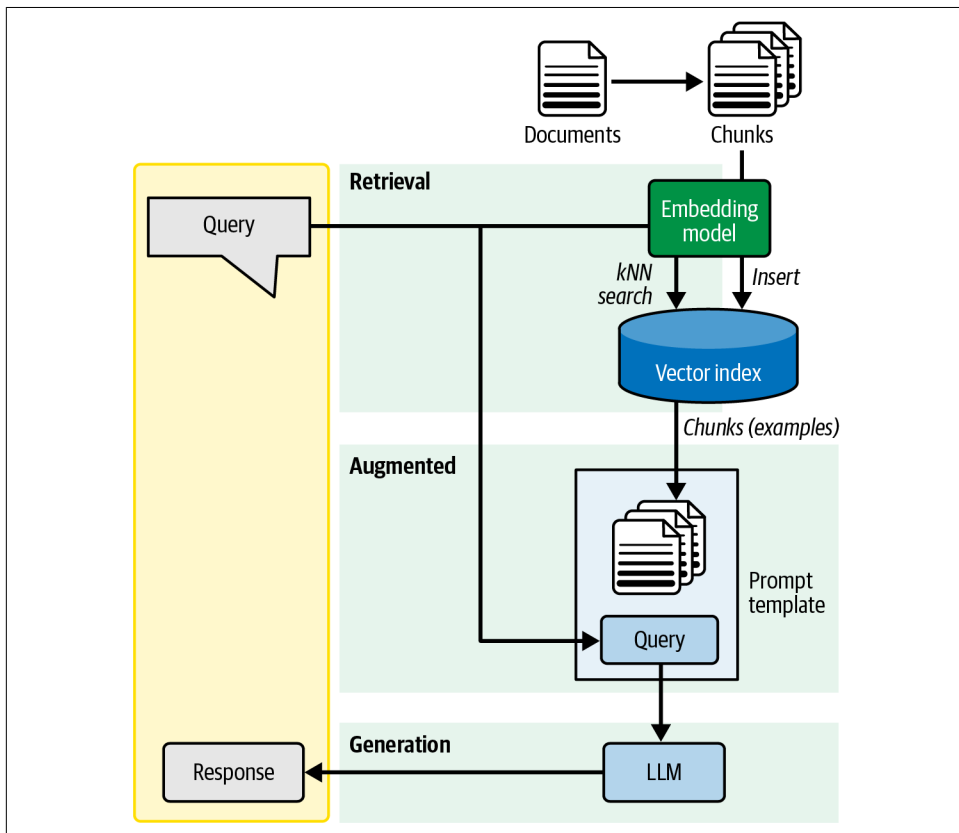 Documents
Chunks
Retrieval
Query
Embedding
model
kNN
search
Insert
Vector index
Chunks (examples)
Augmented
Prompt
template
Query
Generation
Response
LLM